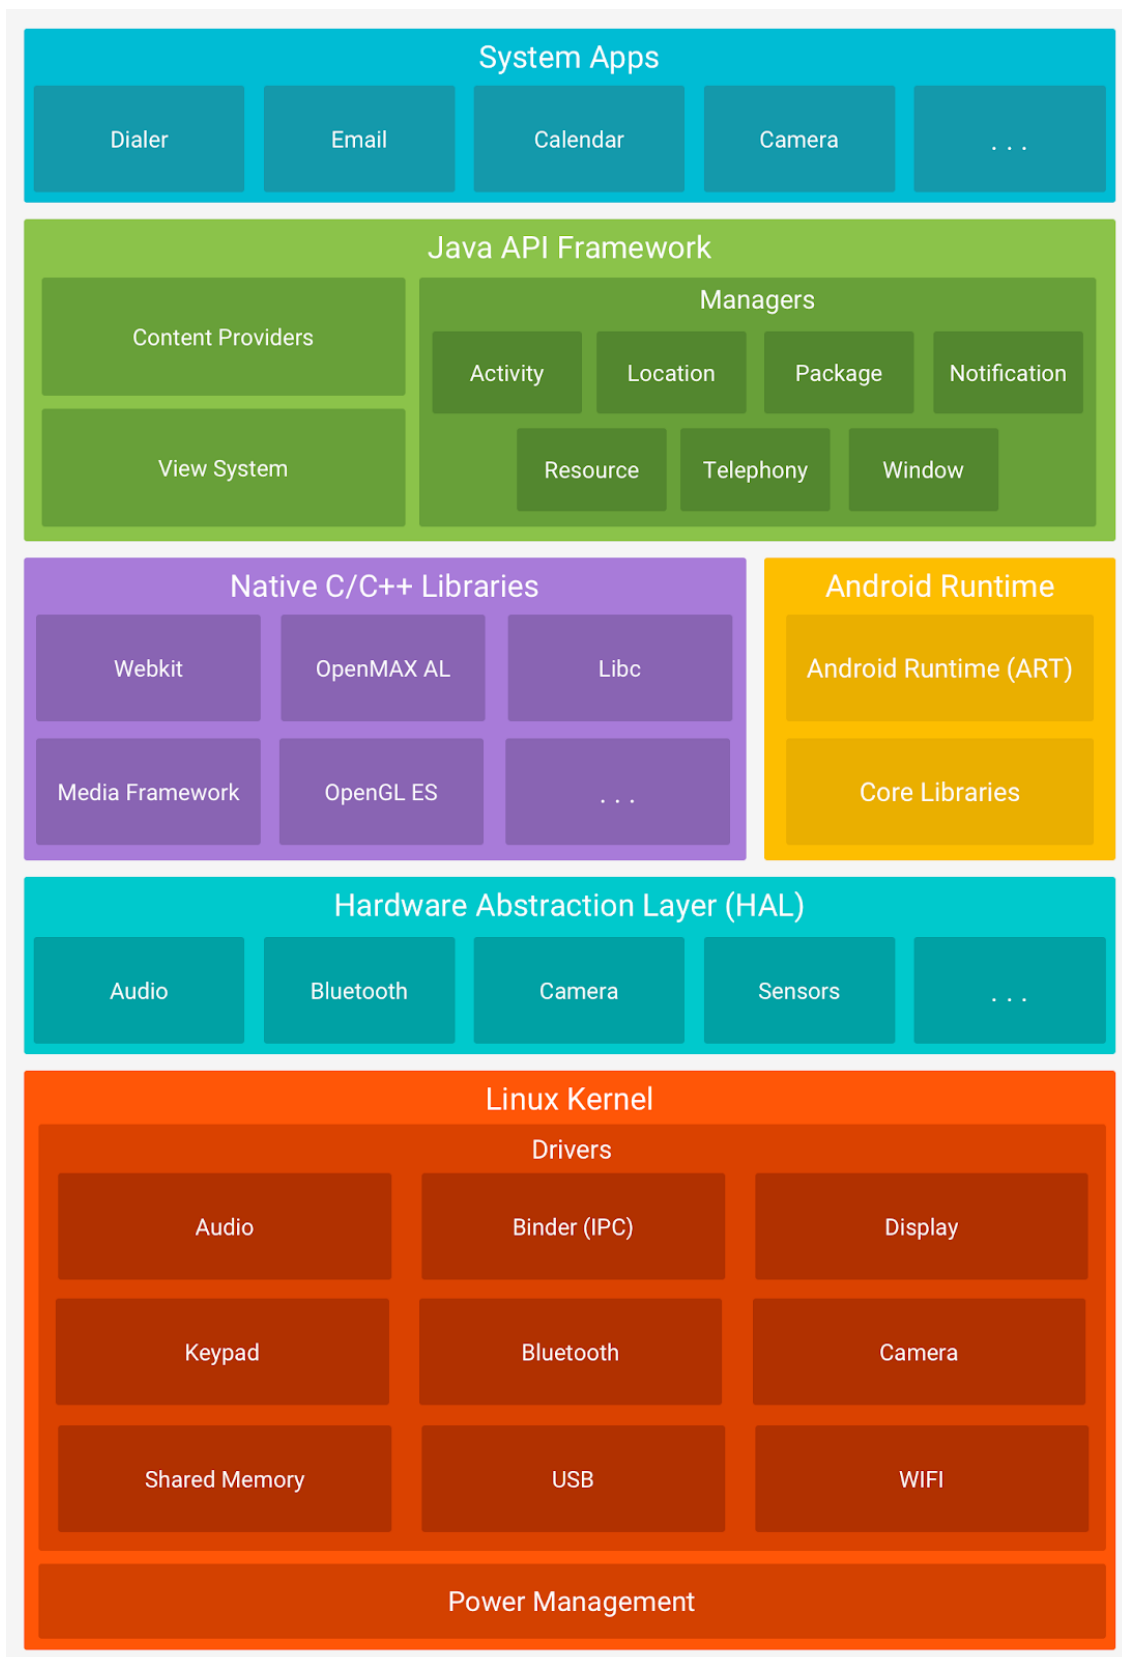 System Apps
Dialer
Email
Calendar
Camera
. . .
Java API Framework
Content Providers
View System
Managers
Activity
Location
Package
Notification
Resource
Telephony
Window
Native C/C++ Libraries
Webkit
OpenMAX AL
Libc
Media Framework
OpenGL ES
. . .
Android Runtime
Android Runtime (ART)
Core Libraries
Hardware Abstraction Layer (HAL)
Audio
Bluetooth
Camera
Sensors
. . .
Linux Kernel
Drivers
Audio
Binder (IPC)
Display
Keypad
Bluetooth
Camera
Shared Memory
USB
WIFI
Power Management